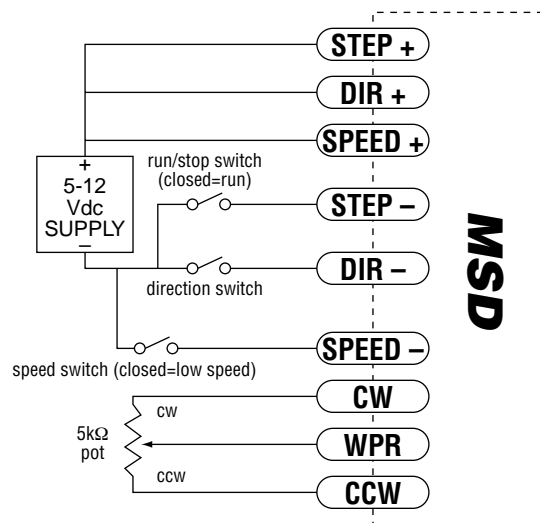 STEP +
DIR +
SPEED +
+
5-12
Vdc
SUPPLY
–
run/stop switch
(closed=run)
STEP –
DIR –
direction switch
SPEED –
speed switch (closed=low speed)
MSD
CW
cw
5kΩ
pot
WPR
ccw
CCW